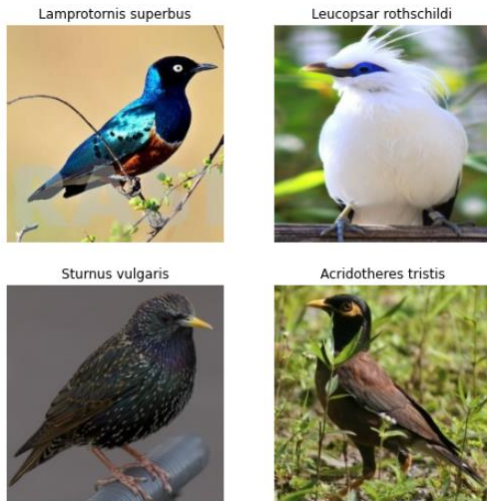 Lamprotornis superbus
Leucopsar rothschildi
Sturnus vulgaris
Acridotheres tristis